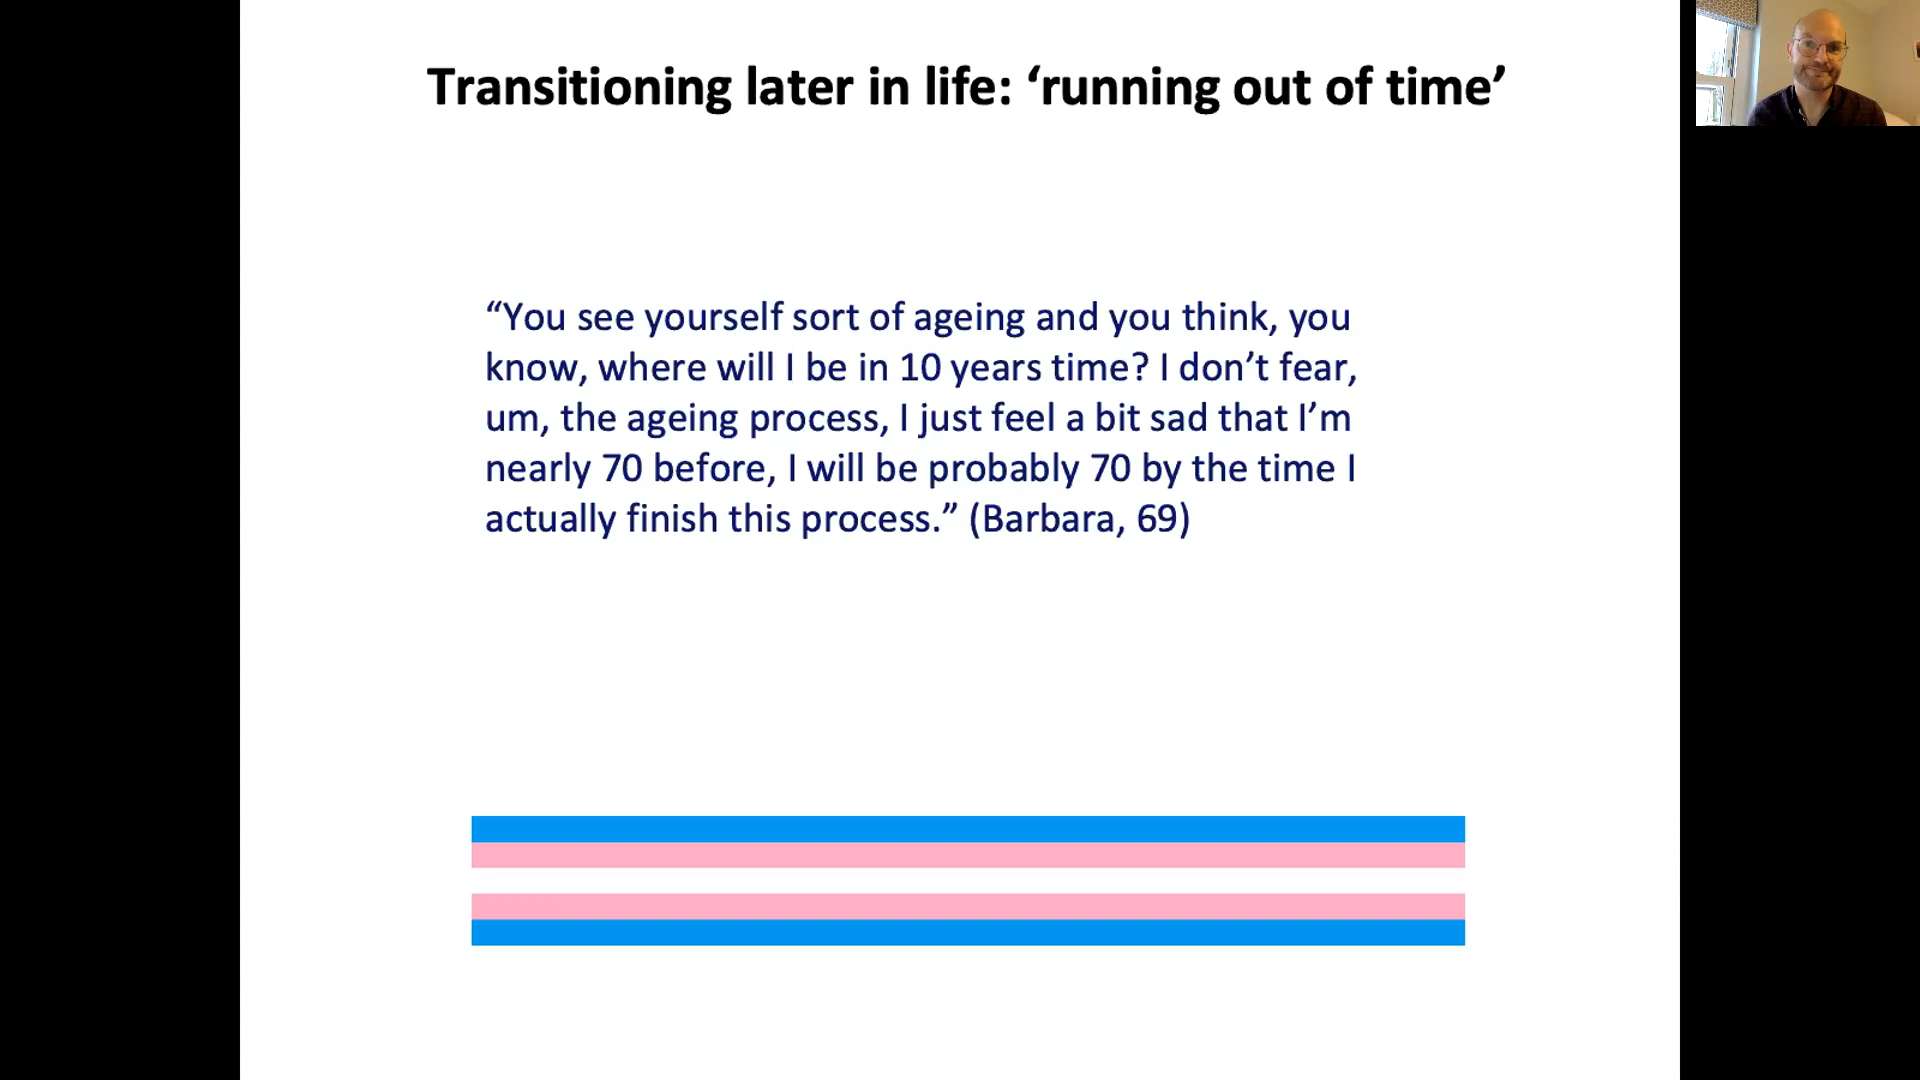 Transitioning later in life: ‘running out of time’
“You see yourself sort of ageing and you think, you
know, where will I be in 10 years time? I don’t fear,
um, the ageing process, I just feel a bit sad that I’m
nearly 70 before, I will be probably 70 by the time I
actually finish this process.” (Barbara, 69)